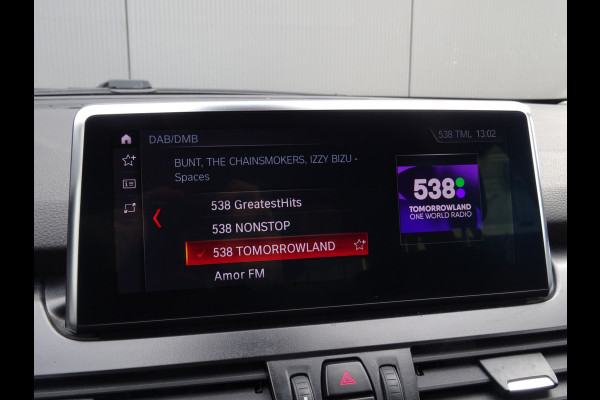 DAB/DMB
538 TML 13:02
BUNT, THE CHAINSMOKERS, IZZY BIZU -
Spaces
538 GreatestHits
538 NONSTOP
538 TOMORROWLAND
Amor FM
538
TOMORROWLAND
ONE WORLD RADIO